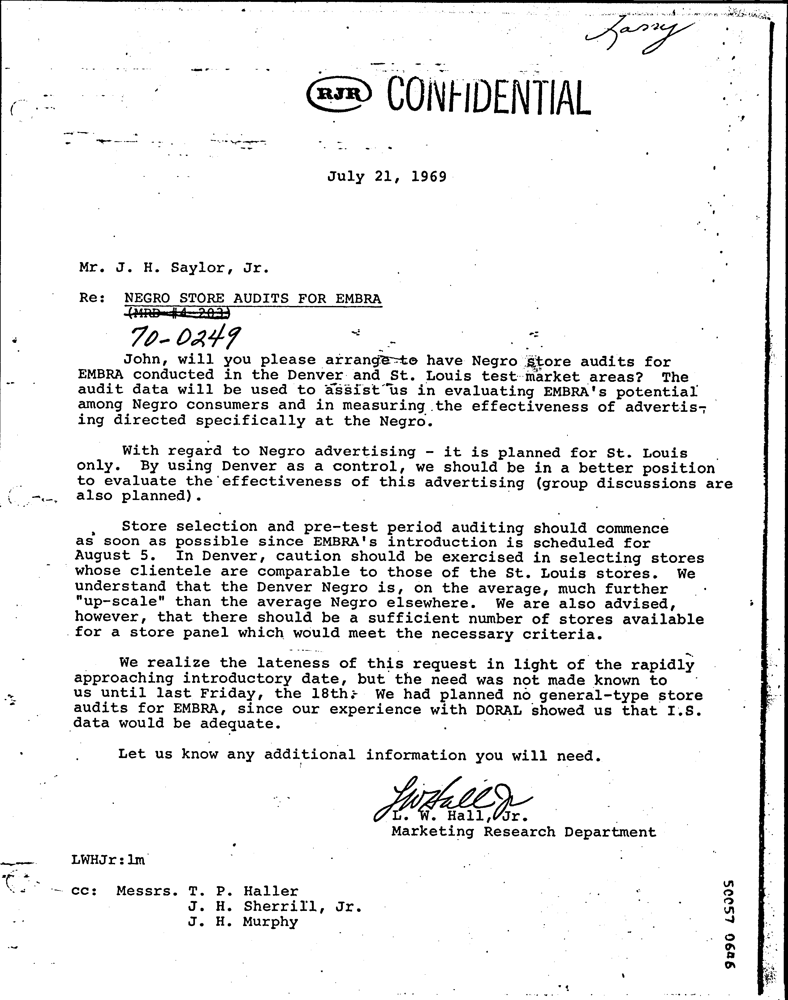 RJR CONFIDENTIAL
July 21, 1969
Mr. J. H. Saylor, Jr.
Re: NEGRO STORE AUDITS FOR EMBRA
(MRD #4-203)
70-0249
John, will you please arrange to have Negro store audits for
EMBRA conducted in the Denver and St. Louis test market areas? The
audit data will be used to assist us in evaluating EMBRA's potential
among Negro consumers and in measuring the effectiveness of advertis-
ing directed specifically at the Negro.
With regard to Negro advertising - it is planned for St. Louis
only. By using Denver as a control, we should be in a better position
to evaluate the effectiveness of this advertising (group discussions are
also planned).
Store selection and pre-test period auditing should commence
as soon as possible since EMBRA's introduction is scheduled for
August 5. In Denver, caution should be exercised in selecting stores
whose clientele are comparable to those of the St. Louis stores. We
understand that the Denver Negro is, on the average, much further
"up-scale" than the average Negro elsewhere. We are also advised,
however, that there should be a sufficient number of stores available
for a store panel which would meet the necessary criteria.
We realize the lateness of this request in light of the rapidly
approaching introductory date, but the need was not made known to
us until last Friday, the 18th. We had planned no general-type store
audits for EMBRA, since our experience with DORAL showed us that I.S.
data would be adequate.
Let us know any additional information you will need.
LWHall Jr
L. W. Hall, Jr.
Marketing Research Department
LWHJr:lm
cc: Messrs. T. P. Haller
J. H. Sherrill, Jr.
J. H. Murphy
50057 0646